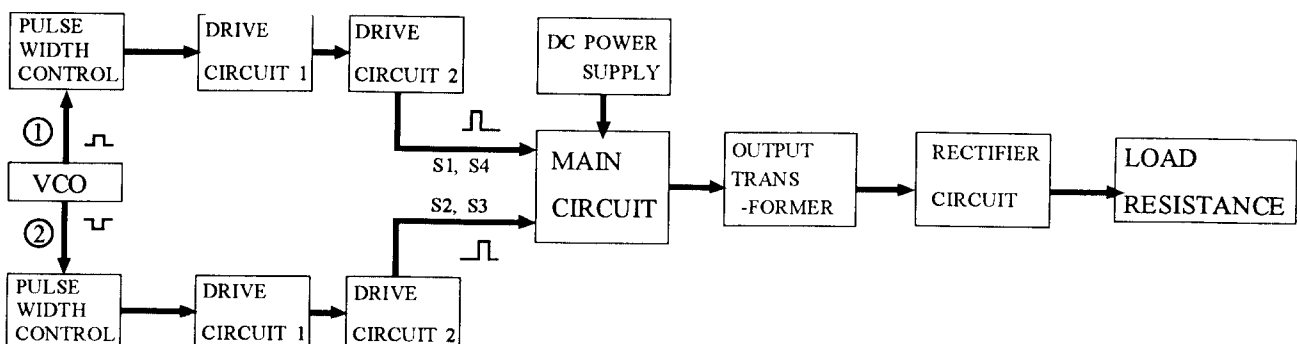 PULSE
WIDTH
CONTROL
DRIVE
CIRCUIT 1
DRIVE
CIRCUIT 2
DC POWER
SUPPLY
①
VCO
②
S1, S4
S2, S3
MAIN
CIRCUIT
OUTPUT
TRANS
-FORMER
RECTIFIER
CIRCUIT
LOAD
RESISTANCE
PULSE
WIDTH
CONTROL
DRIVE
CIRCUIT 1
DRIVE
CIRCUIT 2